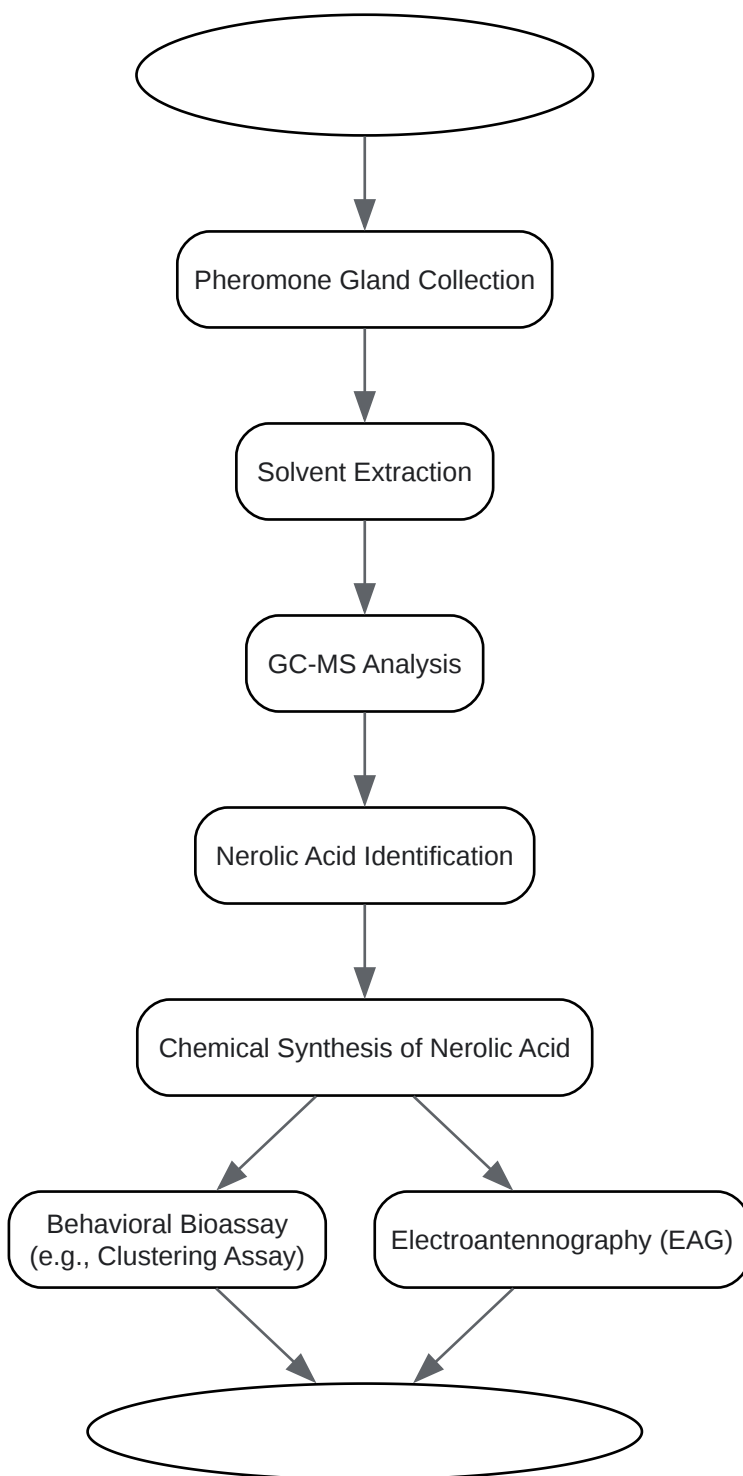 Pheromone Gland Collection
Solvent Extraction
GC-MS Analysis
Nerolic Acid Identification
Chemical Synthesis of Nerolic Acid
Behavioral Bioassay
(e.g., Clustering Assay)
Electroantennography (EAG)